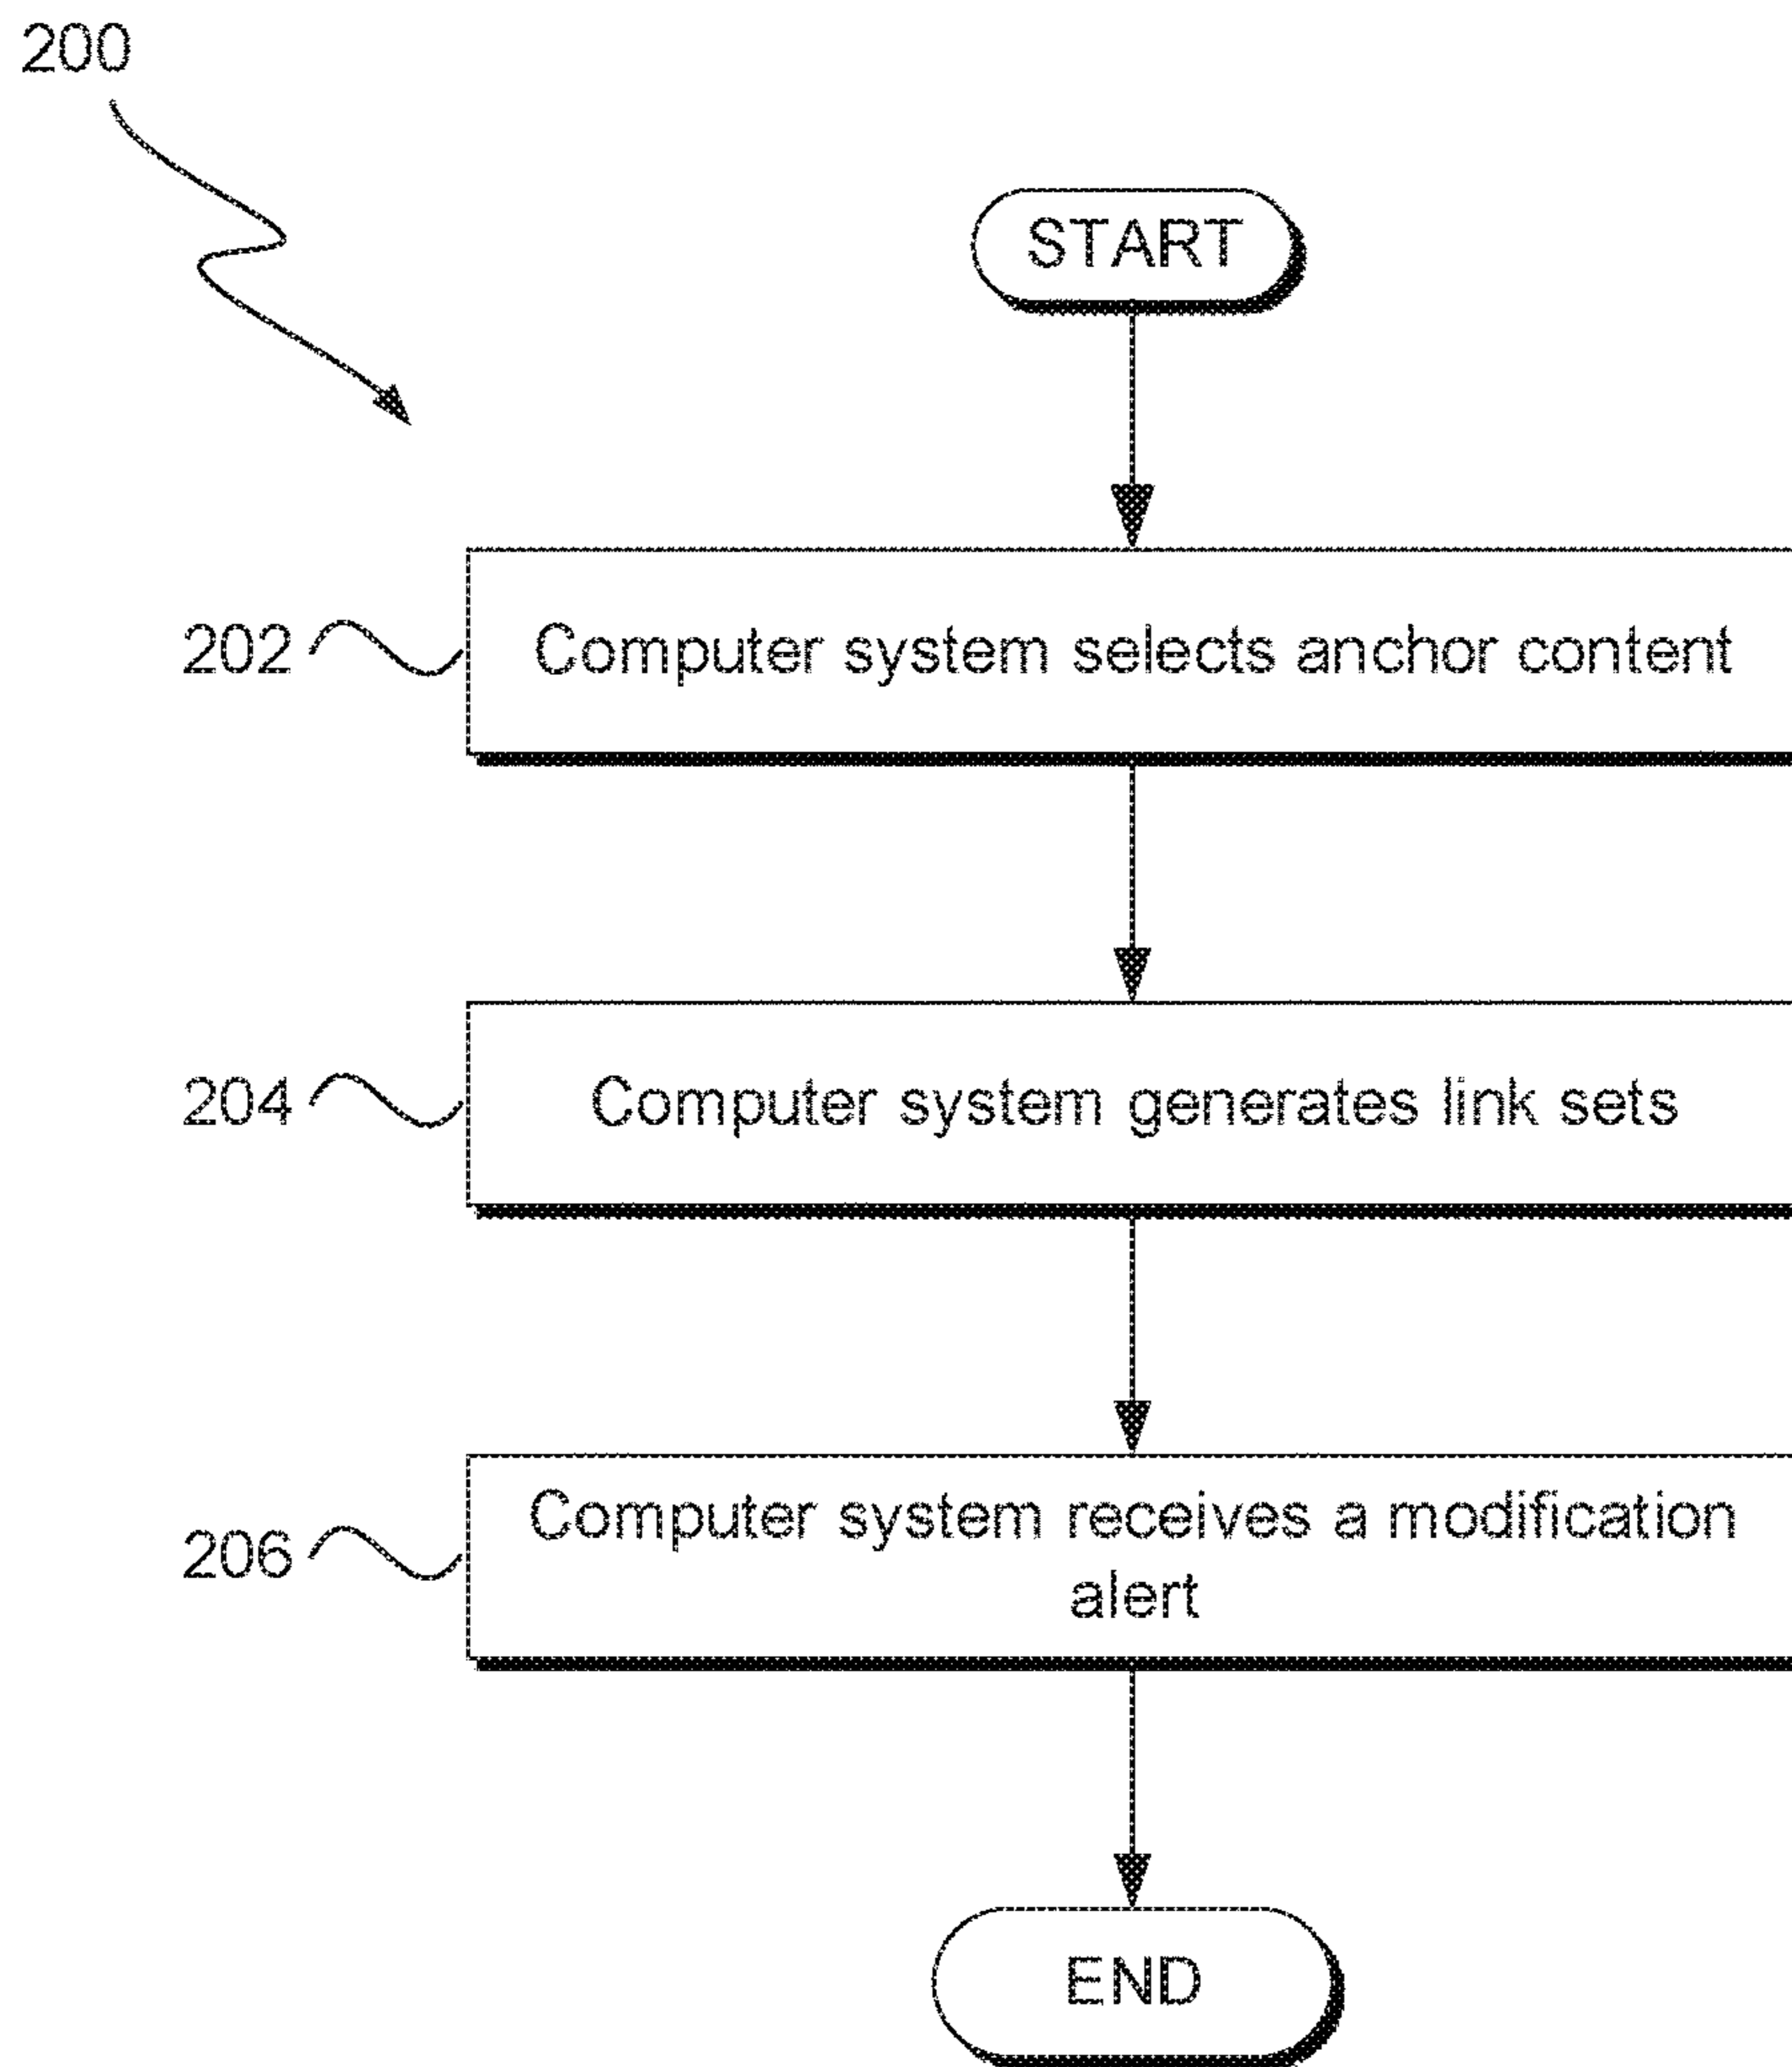 200
START
202
Computer system selects anchor content
204
Computer system generates link sets
206
Computer system receives a modification
alert
END